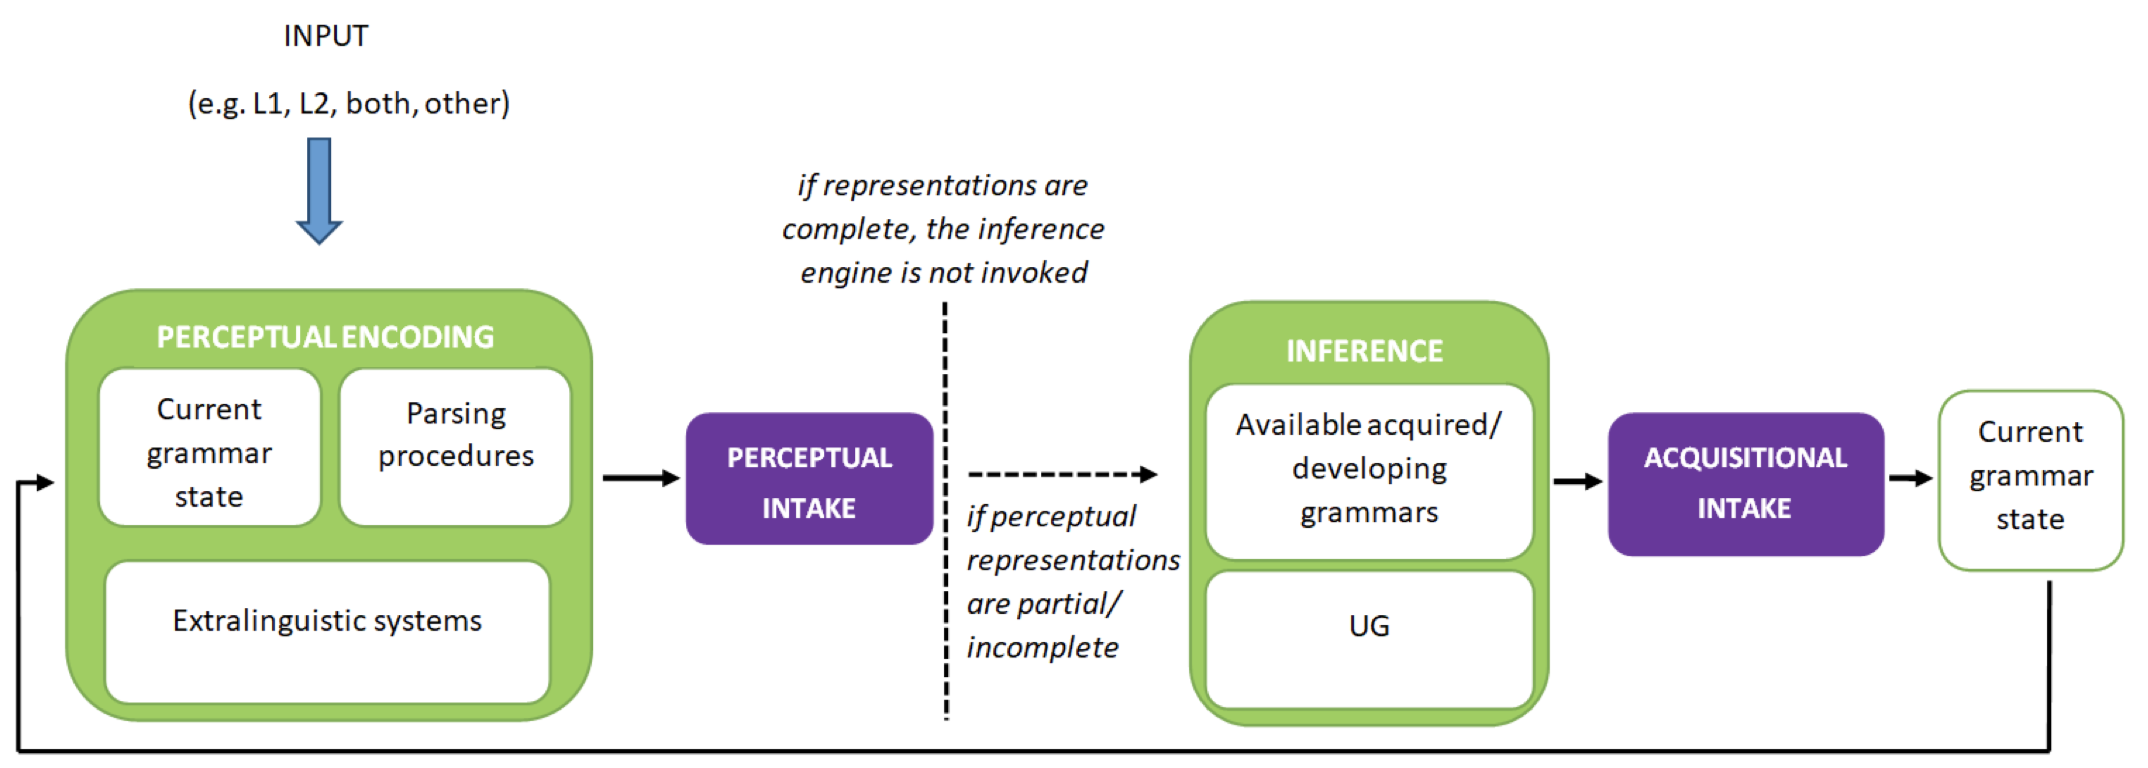 INPUT
(e.g. L1, L2, both, other)
if representations are
complete, the inference
engine is not invoked
PERCEPTUAL ENCODING
Current
grammar
state
Parsing
procedures
Extralinguistic systems
PERCEPTUAL
INTAKE
if perceptual
representations
are partial/
incomplete
INFERENCE
Available acquired/
developing
grammars
UG
ACQUISITIONAL
INTAKE
Current
grammar
state